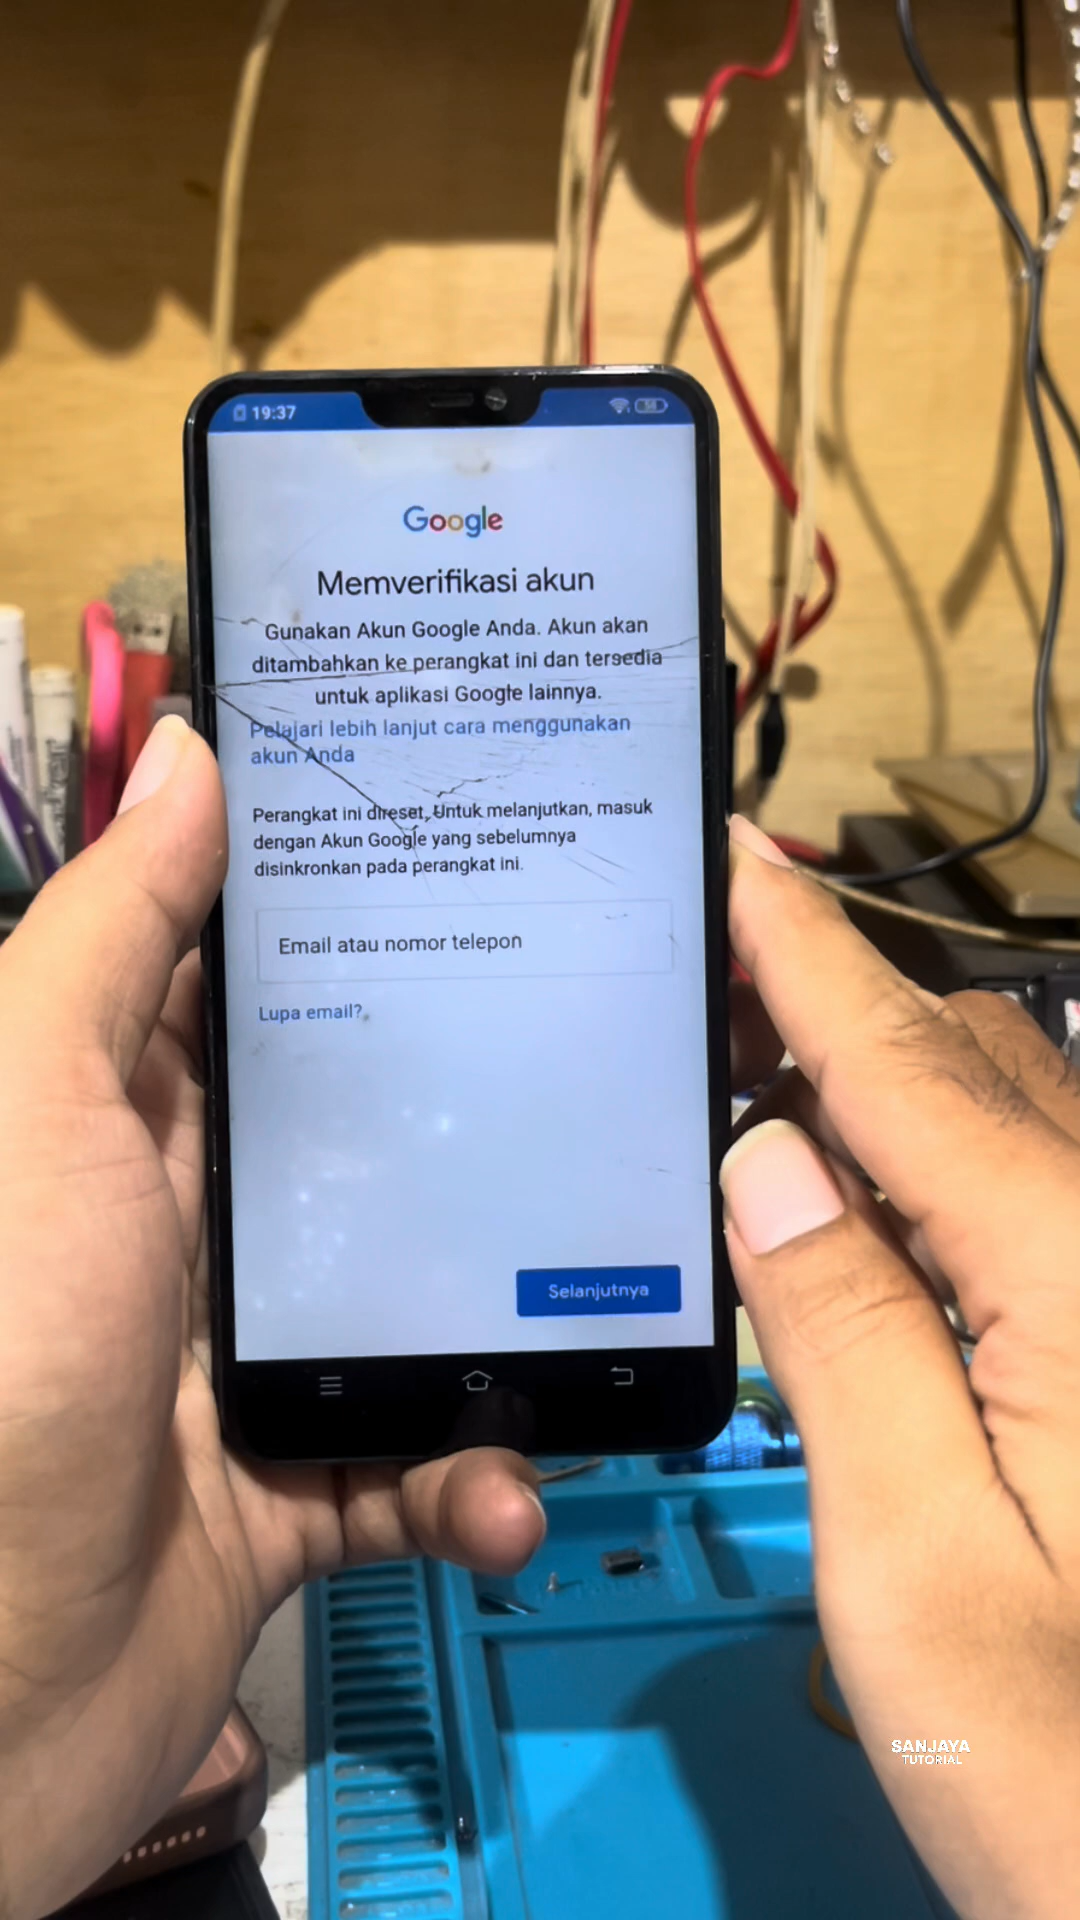 19:37
58
Google
Memverifikasi akun
Gunakan Akun Google Anda. Akun akan
ditambahkan ke perangkat ini dan tersedia
untuk aplikasi Google lainnya.
Pelajari lebih lanjut cara menggunakan
akun Anda
Perangkat ini direset. Untuk melanjutkan, masuk
dengan Akun Google yang sebelumnya
disinkronkan pada perangkat ini.
Email atau nomor telepon
Lupa email?
Selanjutnya
SANJAYA
TUTORIAL